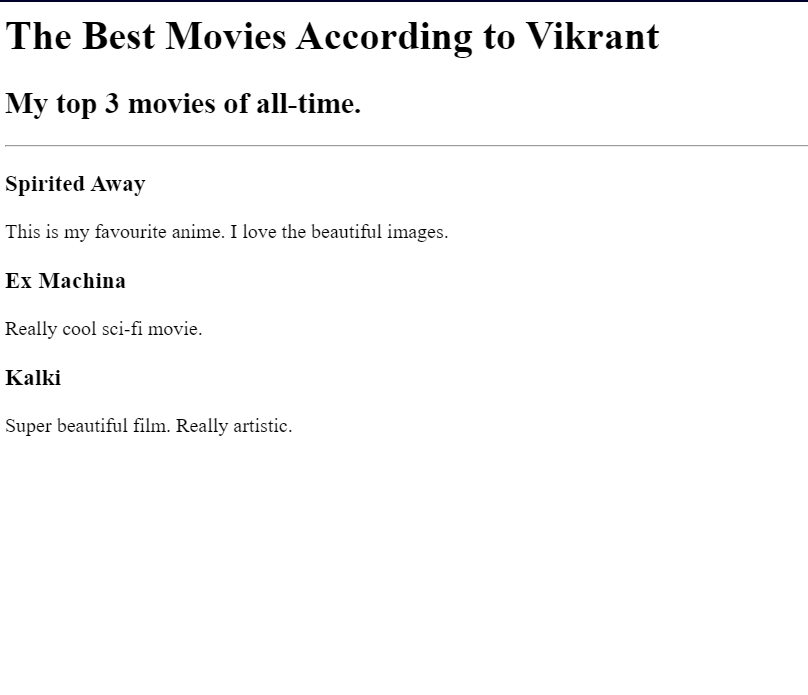 The Best Movies According to Vikrant
My top 3 movies of all-time.
Spirited Away
This is my favourite anime. I love the beautiful images.
Ex Machina
Really cool sci-fi movie.
Kalki
Super beautiful film. Really artistic.